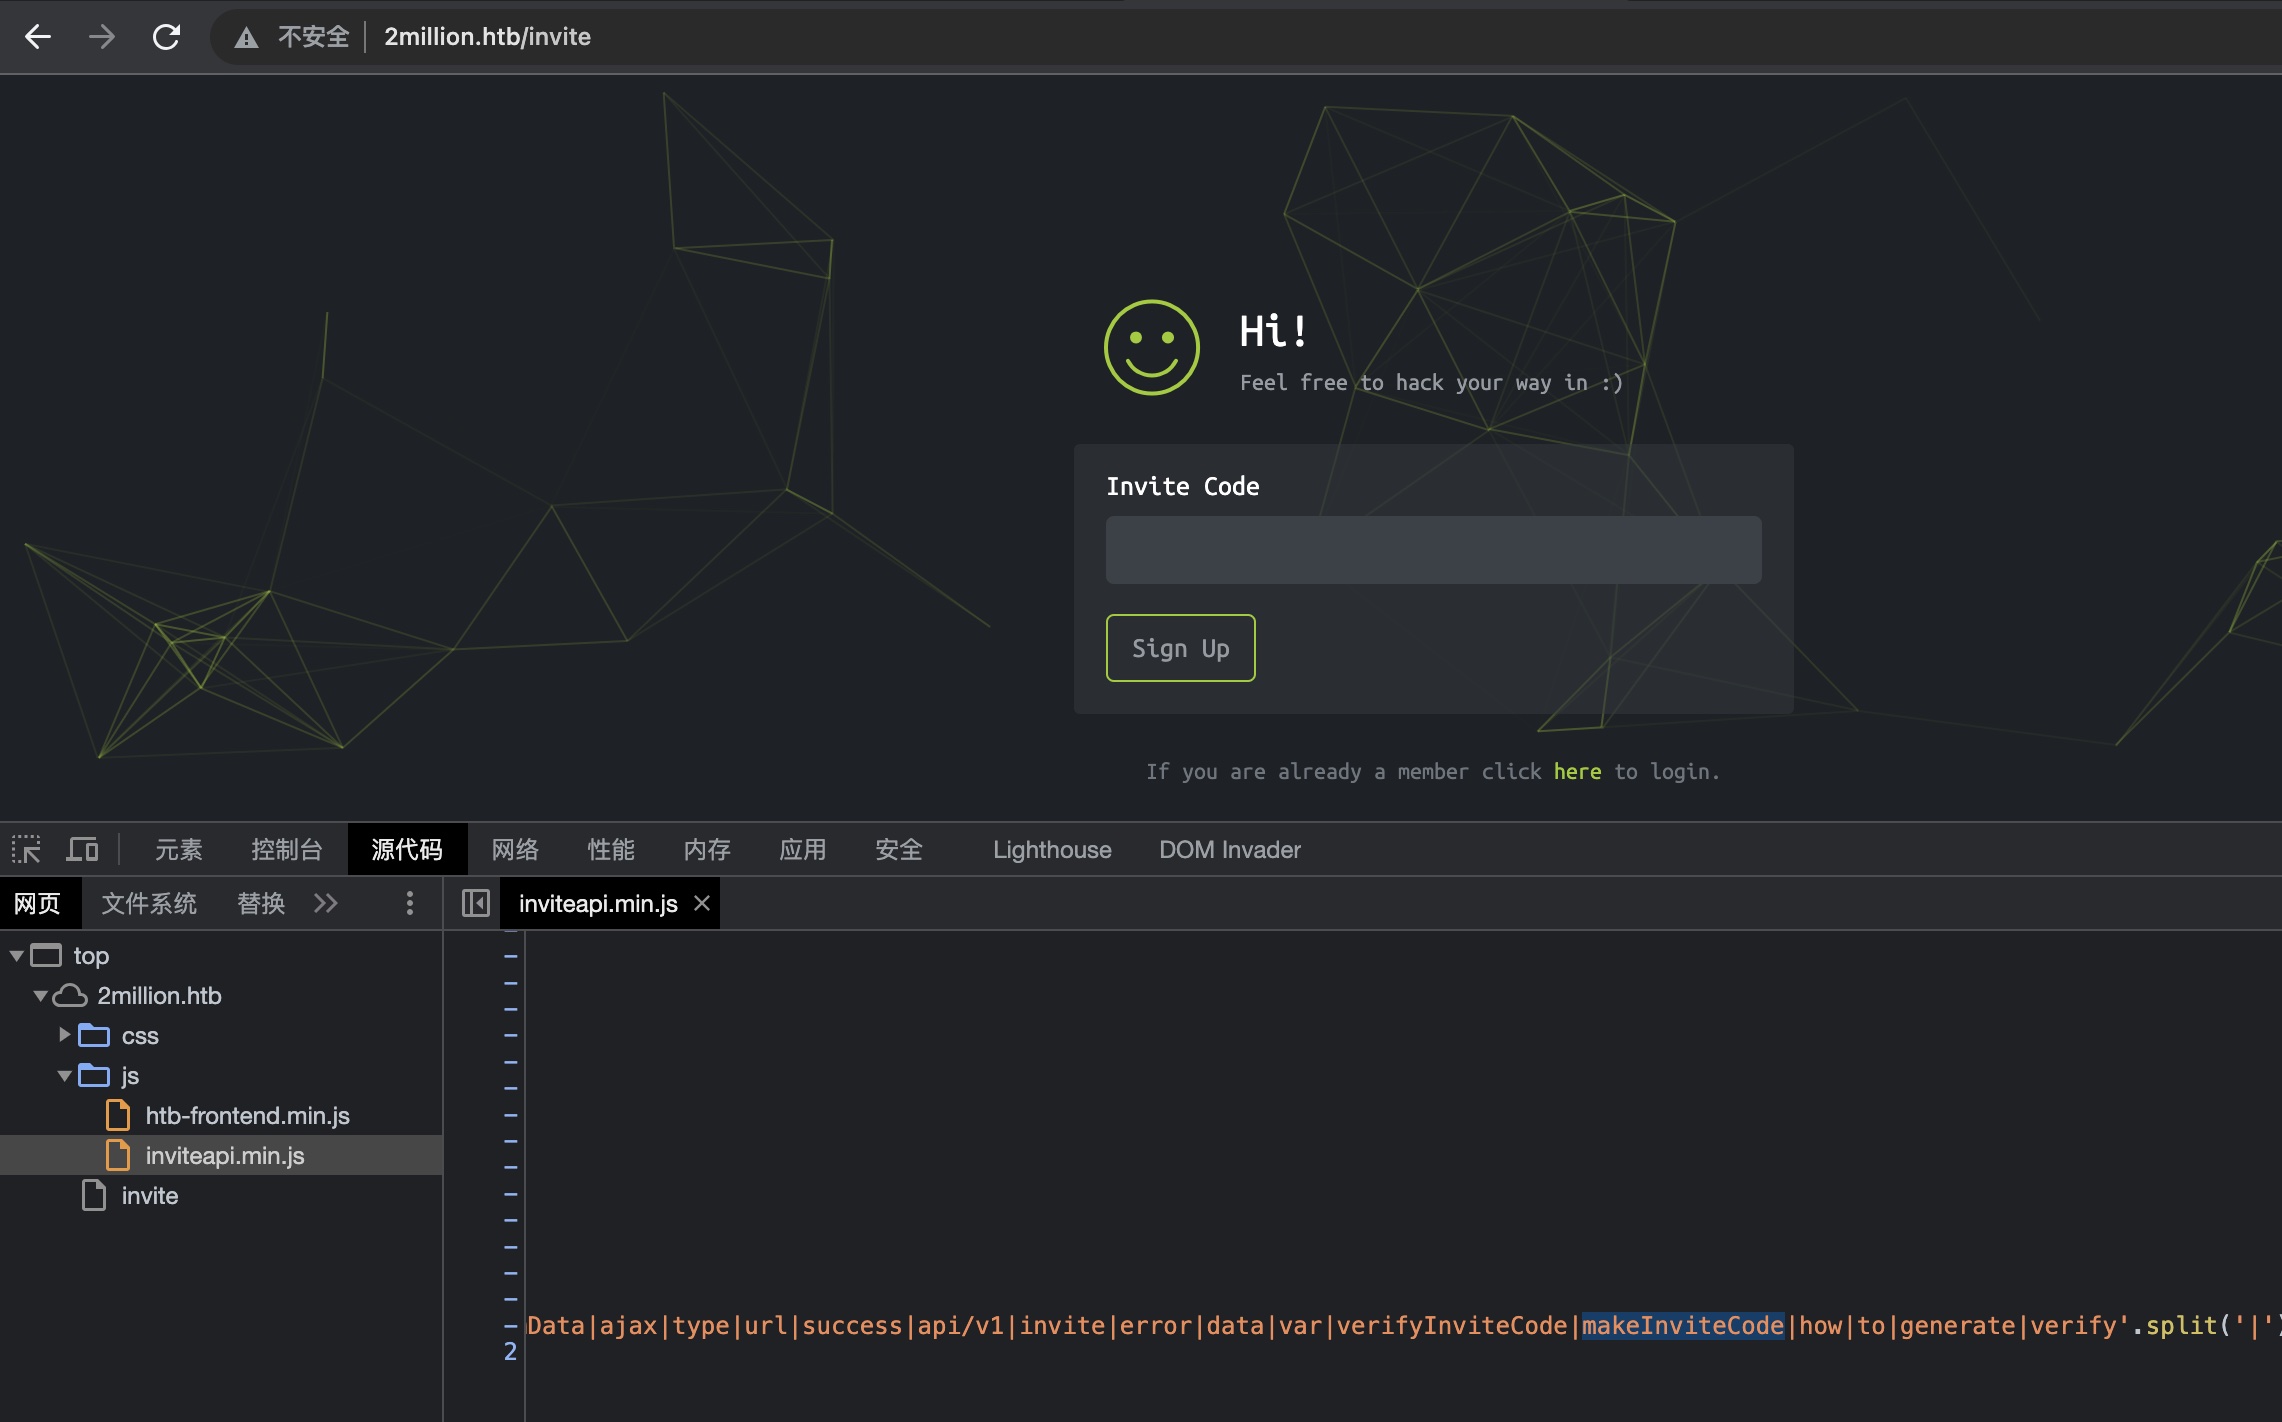 不安全 2million.htb/invite
Hi!
Feel free to hack your way in :)
Invite Code
Sign Up
If you are already a member click here to login.
元素 控制台 源代码 网络 性能 内存 应用 安全 Lighthouse DOM Invader
网页 文件系统 替换 inviteapi.min.js
top
2million.htb
css
js
htb-frontend.min.js
inviteapi.min.js
invite
Data|ajax|type|url|success|api/v1|invite|error|data|var|verifyInviteCode|makeInviteCode|how|to|generate|verify'.split('|')
2